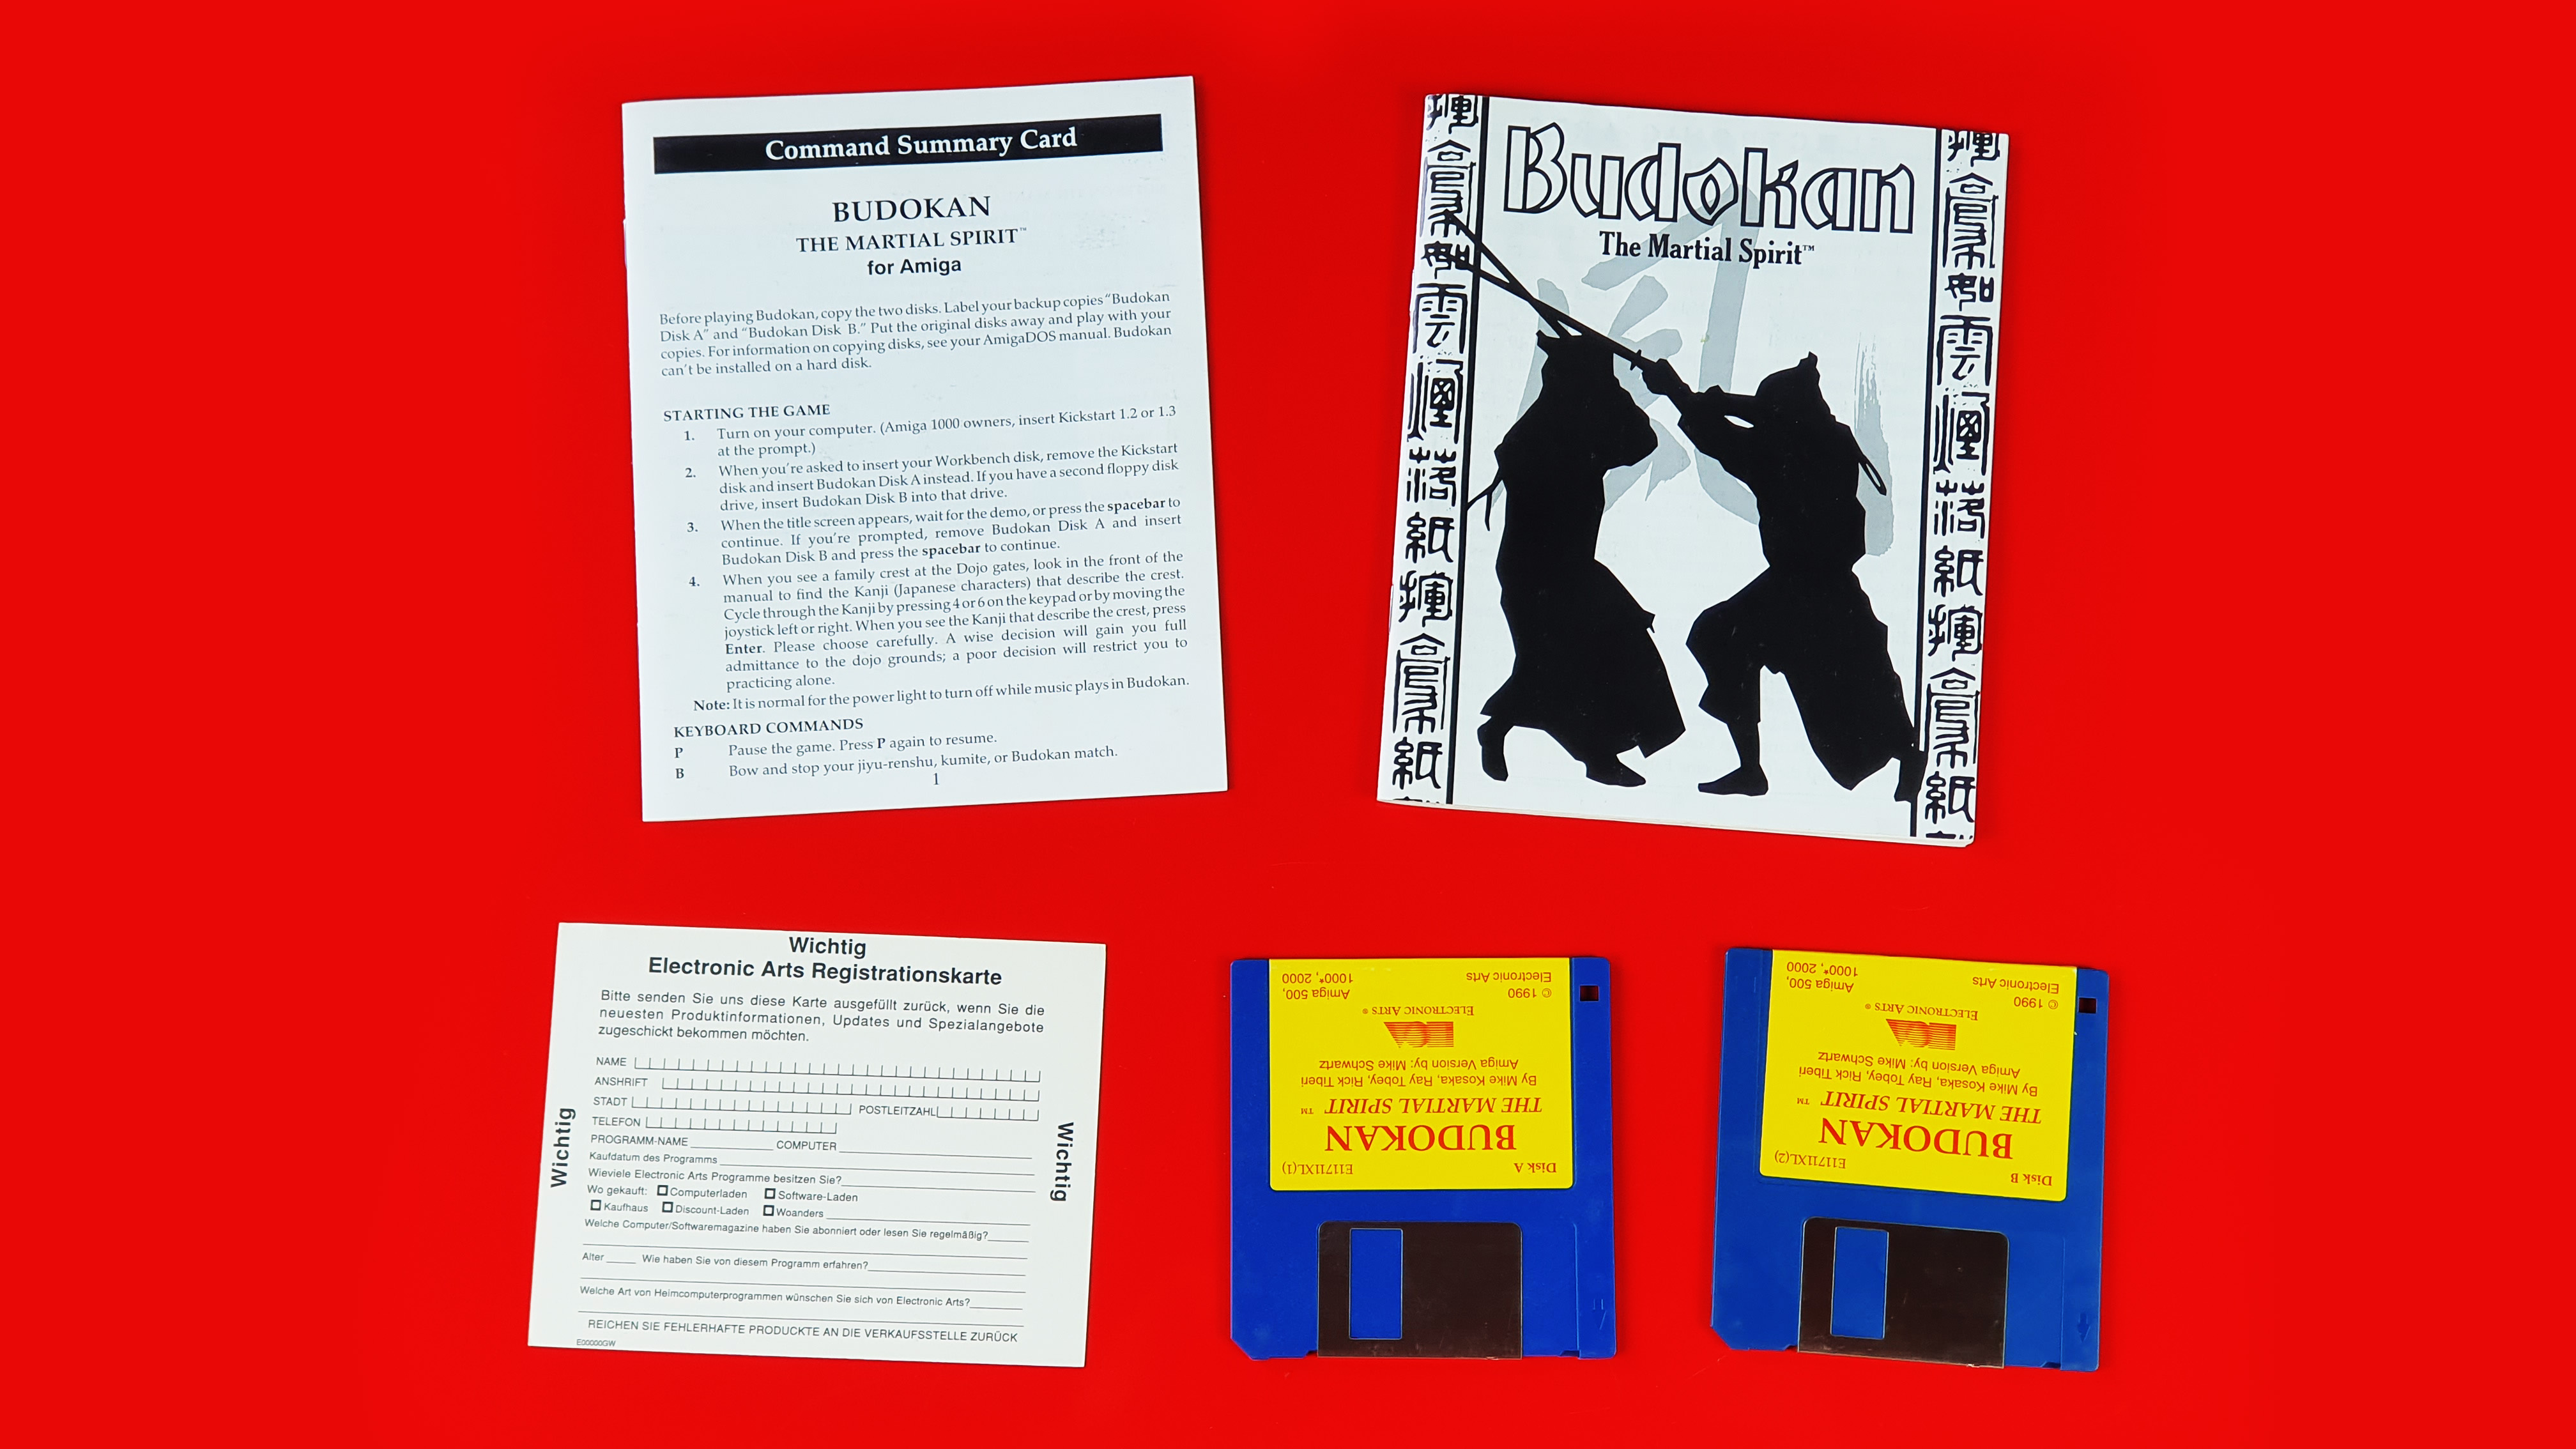 Command Summary Card
BUDOKAN
THE MARTIAL SPIRIT™
for Amiga
Before playing Budokan, copy the two disks. Label your backup copies "Budokan
Disk A" and "Budokan Disk B." Put the original disks away and play with your
copies. For information on copying disks, see your AmigaDOS manual. Budokan
can't be installed on a hard disk.
STARTING THE GAME
1. Turn on your computer. (Amiga 1000 owners, insert Kickstart 1.2 or 1.3
at the prompt.)
2. When you're asked to insert your Workbench disk, remove the Kickstart
disk and insert Budokan Disk A instead. If you have a second floppy disk
drive, insert Budokan Disk B into that drive.
3. When the title screen appears, wait for the demo, or press the spacebar to
continue. If you're prompted, remove Budokan Disk A and insert
Budokan Disk B and press the spacebar to continue.
4. When you see a family crest at the Dojo gates, look in the front of the
manual to find the Kanji (Japanese characters) that describe the crest.
Cycle through the Kanji by pressing 4 or 6 on the keypad or by moving the
joystick left or right. When you see the Kanji that describe the crest, press
Enter. Please choose carefully. A wise decision will gain you full
admittance to the dojo grounds; a poor decision will restrict you to
practicing alone.
Note: It is normal for the power light to turn off while music plays in Budokan.
KEYBOARD COMMANDS
P Pause the game. Press P again to resume.
B Bow and stop your jiyu-renshu, kumite, or Budokan match.
1
Budokan
The Martial Spirit™
雲
落
紙
紙
雲
落
紙
紙
Wichtig
Electronic Arts Registrationskarte
Bitte senden Sie uns diese Karte ausgefüllt zurück, wenn Sie die
neuesten Produktinformationen, Updates und Spezialangebote
zugeschickt bekommen möchten.
NAME
ANSHRIFT
STADT POSTLEITZAHL
TELEFON
PROGRAMM-NAME COMPUTER
Kaufdatum des Programms
Wieviele Electronic Arts Programme besitzen Sie?
Wo gekauft: Computerladen Software-Laden
Kaufhaus Discount-Laden Woanders
Welche Computer/Softwaremagazine haben Sie abonniert oder lesen Sie regelmäßig?
Alter Wie haben Sie von diesem Programm erfahren?
Welche Art von Heimcomputerprogrammen wünschen Sie sich von Electronic Arts?
REICHEN SIE FEHLERHAFTE PRODUCKTE AN DIE VERKAUFSSTELLE ZURÜCK
E00000GW
Wichtig
Wichtig
Disk A E11711XL(1)
BUDOKAN
THE MARTIAL SPIRIT ™
By Mike Kosaka, Ray Tobey, Rick Tiberi
Amiga Version by: Mike Schwartz
ELECTRONIC ARTS ®
© 1990 Amiga 500,
Electronic Arts 1000*, 2000
Disk B E11711XL(2)
BUDOKAN
THE MARTIAL SPIRIT ™
By Mike Kosaka, Ray Tobey, Rick Tiberi
Amiga Version by: Mike Schwartz
ELECTRONIC ARTS ®
© 1990 Amiga 500,
Electronic Arts 1000*, 2000